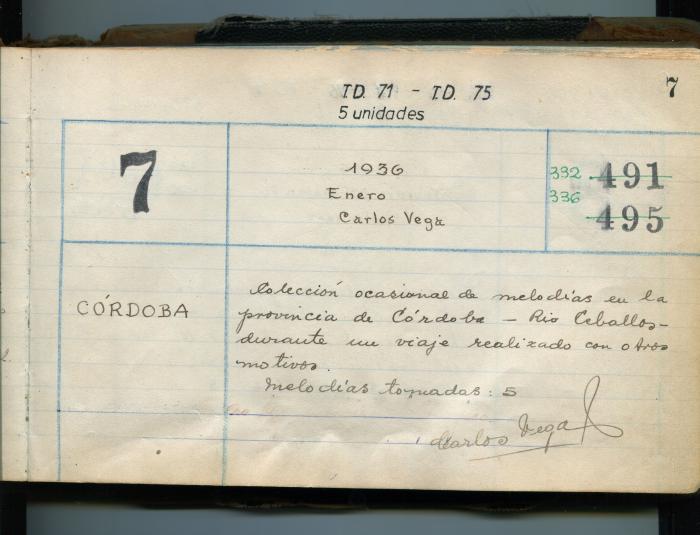 7
T.D. 71 - T.D. 75
5 unidades
7
1936
Enero
Carlos Vega
332 491
336 495
CÓRDOBA
Colección ocasional de melodías en la
provincia de Córdoba - Rio Ceballos -
durante un viaje realizado con otros
motivos.
Melodías tomadas: 5
Carlos Vega